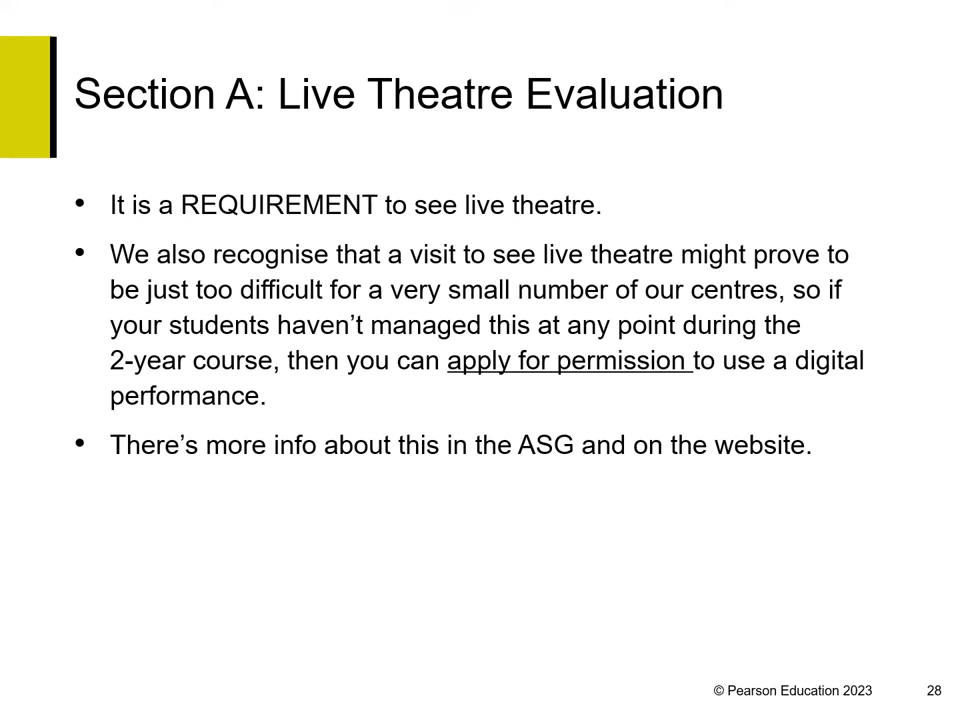 Section A: Live Theatre Evaluation
• It is a REQUIREMENT to see live theatre.
• We also recognise that a visit to see live theatre might prove to
be just too difficult for a very small number of our centres, so if
your students haven’t managed this at any point during the
2-year course, then you can apply for permission to use a digital
performance.
• There’s more info about this in the ASG and on the website.
© Pearson Education 2023 28